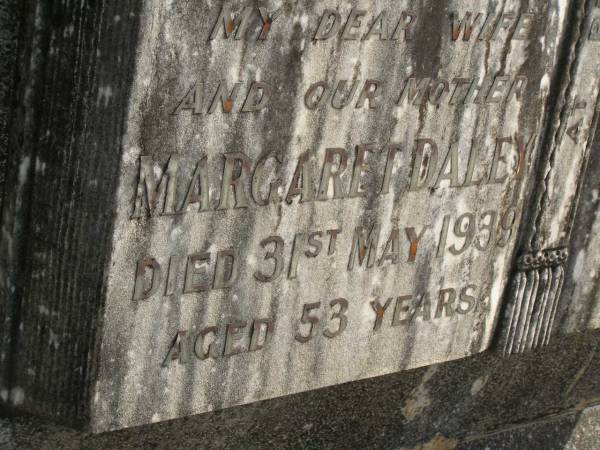 MY DEAR WIFE
AND OUR MOTHER
MARGARET DALEY
DIED 31ST MAY 1939
AGED 53 YEARS